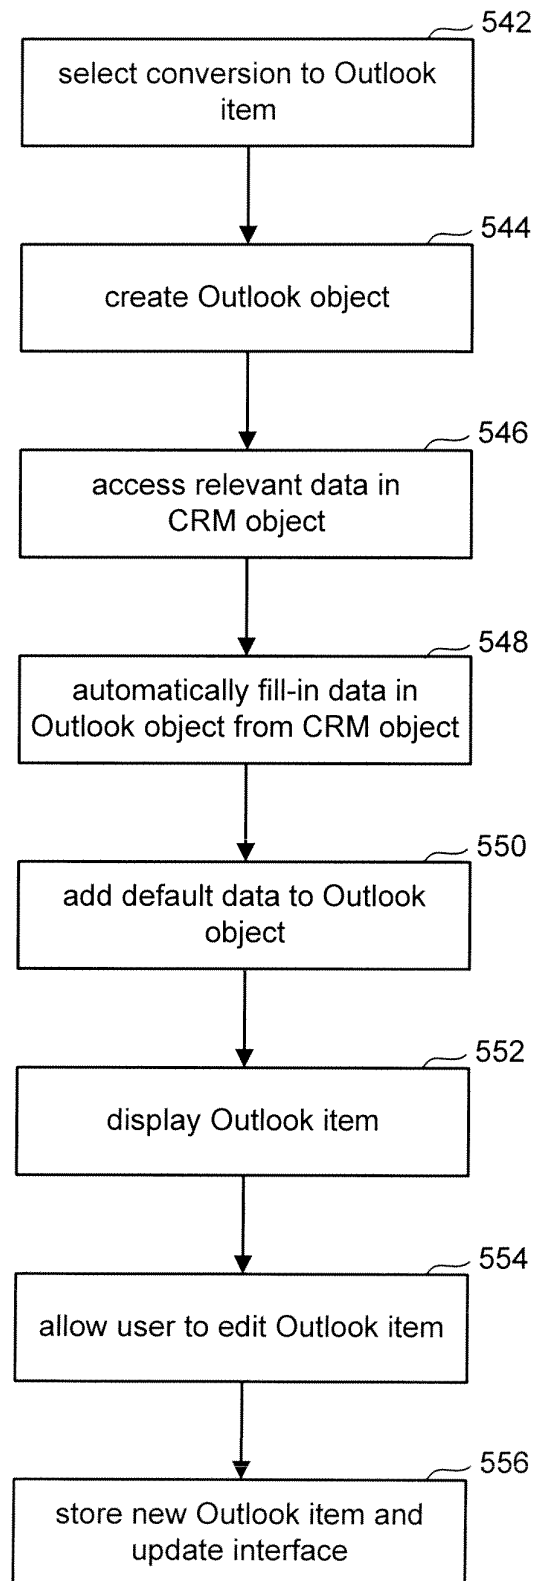 542
select conversion to Outlook
item
544
create Outlook object
546
access relevant data in
CRM object
548
automatically fill-in data in
Outlook object from CRM object
550
add default data to Outlook
object
552
display Outlook item
554
allow user to edit Outlook item
556
store new Outlook item and
update interface